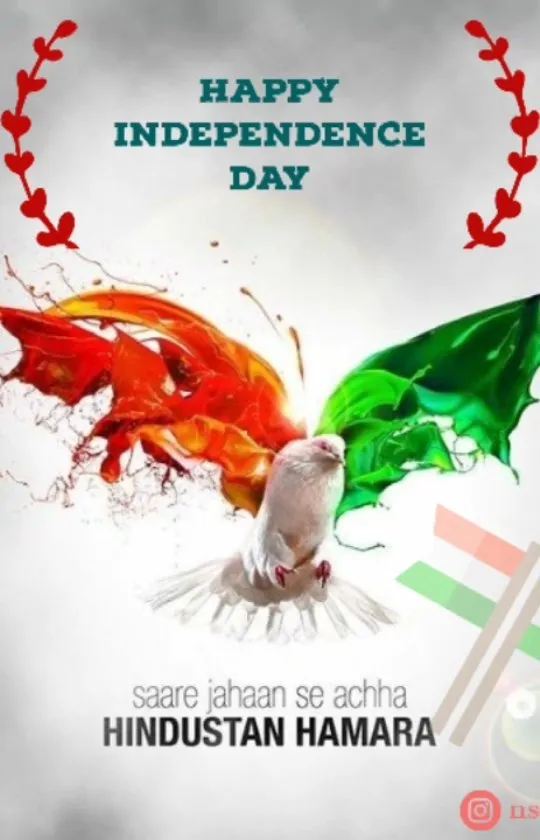 HAPPY
INDEPENDENCE
DAY
saare jahaan se achha
HINDUSTAN HAMARA